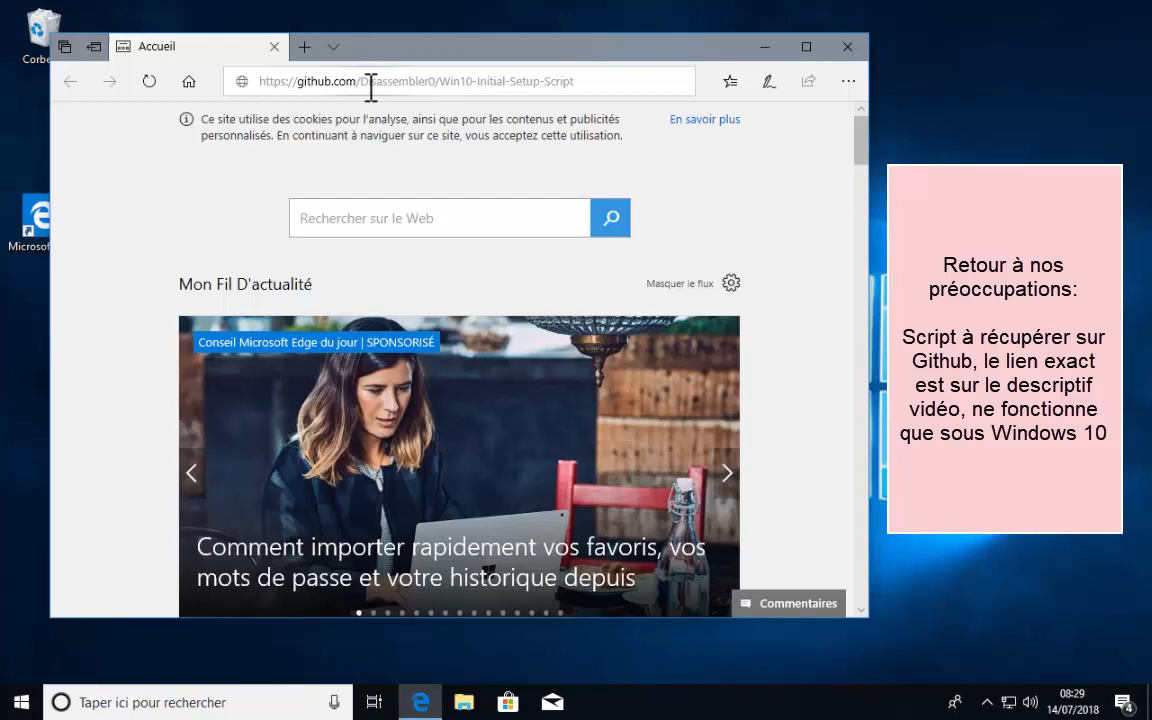 Corbe
Accueil
https://github.com/Disassembler0/Win10-Initial-Setup-Script
Ce site utilise des cookies pour l'analyse, ainsi que pour les contenus et publicités
personnalisés. En continuant à naviguer sur ce site, vous acceptez cette utilisation.
En savoir plus
Rechercher sur le Web
Microsof
Mon Fil D'actualité
Masquer le flux
Conseil Microsoft Edge du jour | SPONSORISÉ
Comment importer rapidement vos favoris, vos
mots de passe et votre historique depuis
Commentaires
Retour à nos
préoccupations:
Script à récupérer sur
Github, le lien exact
est sur le descriptif
vidéo, ne fonctionne
que sous Windows 10
Taper ici pour rechercher
08:29
14/07/2018
4